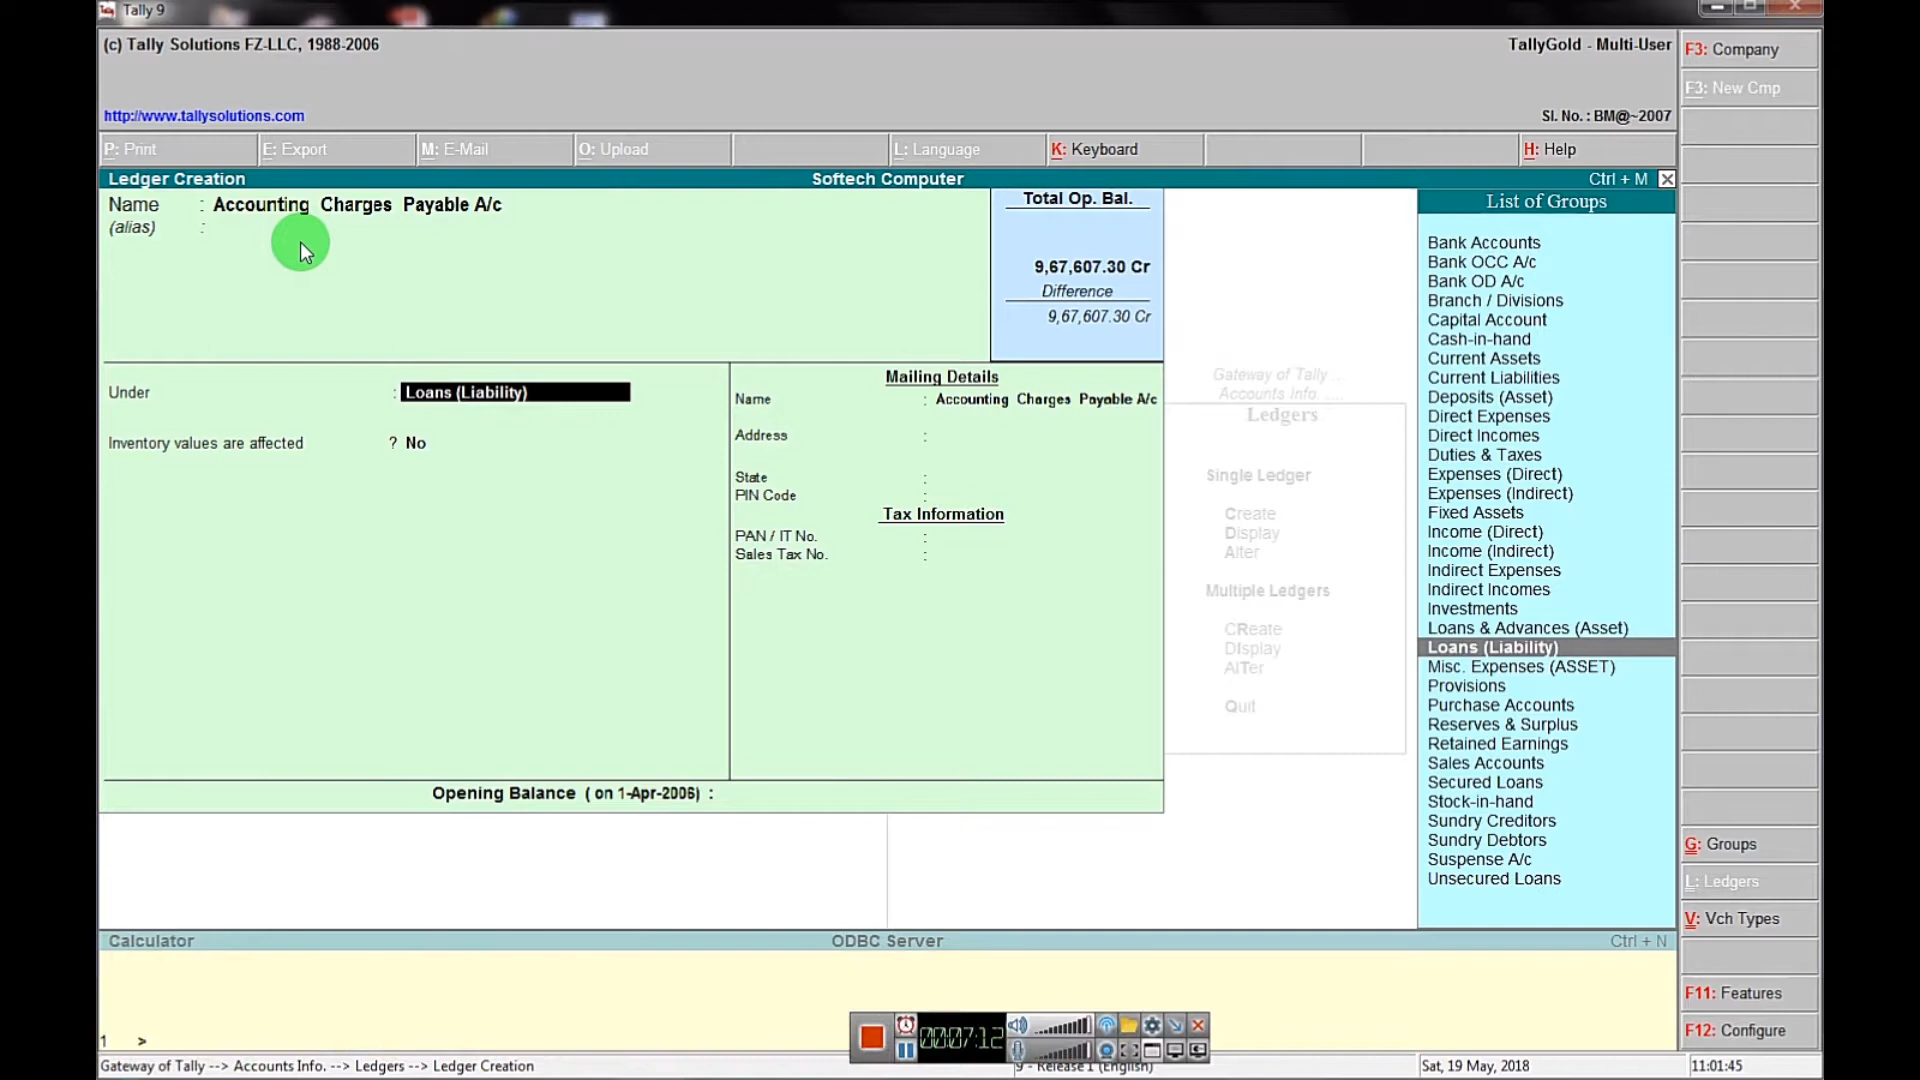 Tally 9
(c) Tally Solutions FZ-LLC, 1988-2006
TallyGold - Multi-User
http://www.tallysolutions.com
Sl. No. : BM@~2007
P: Print
E: Export
M: E-Mail
O: Upload
L: Language
K: Keyboard
H: Help
Ledger Creation
Softech Computer
Ctrl + M
Name : Accounting Charges Payable A/c
(alias) :
Total Op. Bal.
9,67,607.30 Cr
Difference
9,67,607.30 Cr
Under : Loans (Liability)
Inventory values are affected ? No
Mailing Details
Name : Accounting Charges Payable A/c
Address :
State :
PIN Code :
Tax Information
PAN / IT No. :
Sales Tax No. :
Opening Balance ( on 1-Apr-2006) :
Gateway of Tally ...
Accounts Info. .....
Ledgers
Single Ledger
Create
Display
Alter
Multiple Ledgers
CReate
DIsplay
AlTer
Quit
List of Groups
Bank Accounts
Bank OCC A/c
Bank OD A/c
Branch / Divisions
Capital Account
Cash-in-hand
Current Assets
Current Liabilities
Deposits (Asset)
Direct Expenses
Direct Incomes
Duties & Taxes
Expenses (Direct)
Expenses (Indirect)
Fixed Assets
Income (Direct)
Income (Indirect)
Indirect Expenses
Indirect Incomes
Investments
Loans & Advances (Asset)
Loans (Liability)
Misc. Expenses (ASSET)
Provisions
Purchase Accounts
Reserves & Surplus
Retained Earnings
Sales Accounts
Secured Loans
Stock-in-hand
Sundry Creditors
Sundry Debtors
Suspense A/c
Unsecured Loans
F3: Company
F3: New Cmp
G: Groups
L: Ledgers
V: Vch Types
F11: Features
F12: Configure
Calculator
ODBC Server
Ctrl + N
1 >
00:07:12
Gateway of Tally --> Accounts Info. --> Ledgers --> Ledger Creation
9 - Release 1 (English)
Sat, 19 May, 2018
11:01:45